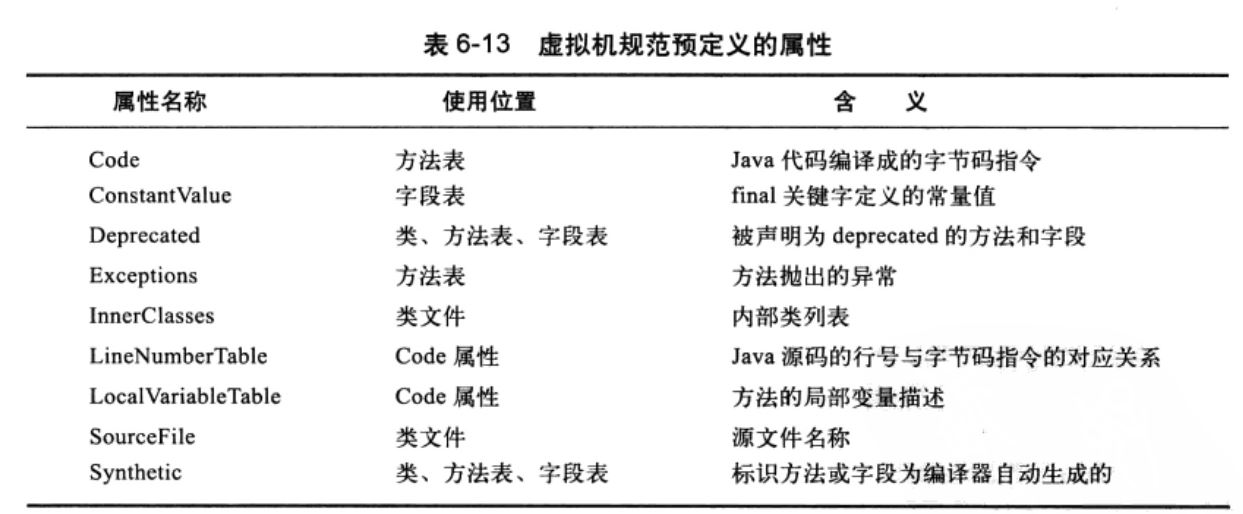 表 6-13 虚拟机规范预定义的属性
属性名称 使用位置 含 义
Code 方法表 Java 代码编译成的字节码指令
ConstantValue 字段表 final 关键字定义的常量值
Deprecated 类、方法表、字段表 被声明为 deprecated 的方法和字段
Exceptions 方法表 方法抛出的异常
InnerClasses 类文件 内部类列表
LineNumberTable Code 属性 Java 源码的行号与字节码指令的对应关系
LocalVariableTable Code 属性 方法的局部变量描述
SourceFile 类文件 源文件名称
Synthetic 类、方法表、字段表 标识方法或字段为编译器自动生成的